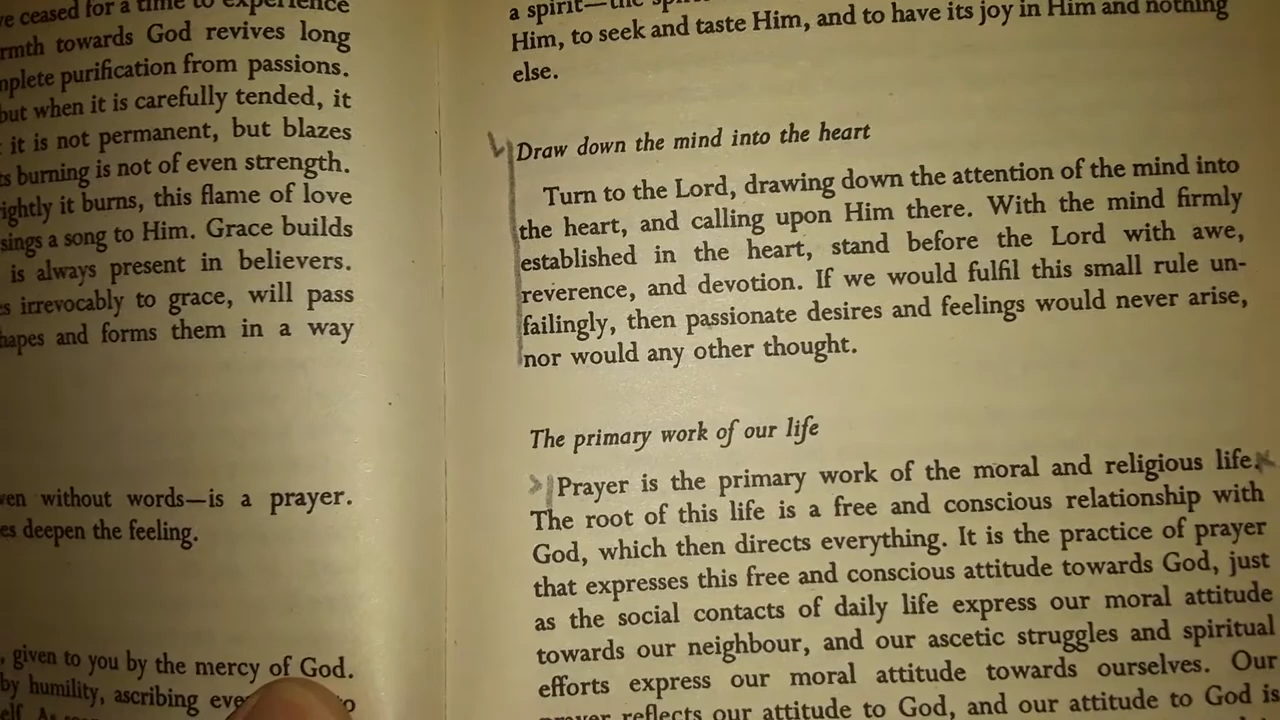 ve ceased for a time to experience
rmth towards God revives long
mplete purification from passions.
but when it is carefully tended, it
it is not permanent, but blazes
ts burning is not of even strength.
ightly it burns, this flame of love
sings a song to Him. Grace builds
is always present in believers.
es irrevocably to grace, will pass
hapes and forms them in a way
ven without words—is a prayer.
es deepen the feeling.
, given to you by the mercy of God.
by humility, ascribing
a spirit—the
Him, to seek and taste Him, and to have its joy in Him and nothing
else.
Draw down the mind into the heart
Turn to the Lord, drawing down the attention of the mind into
the heart, and calling upon Him there. With the mind firmly
established in the heart, stand before the Lord with awe,
reverence, and devotion. If we would fulfil this small rule un-
failingly, then passionate desires and feelings would never arise,
nor would any other thought.
The primary work of our life
Prayer is the primary work of the moral and religious life.
The root of this life is a free and conscious relationship with
God, which then directs everything. It is the practice of prayer
that expresses this free and conscious attitude towards God, just
as the social contacts of daily life express our moral attitude
towards our neighbour, and our ascetic struggles and spiritual
efforts express our moral attitude towards ourselves. Our
prayer reflects our attitude to God, and our attitude to God is